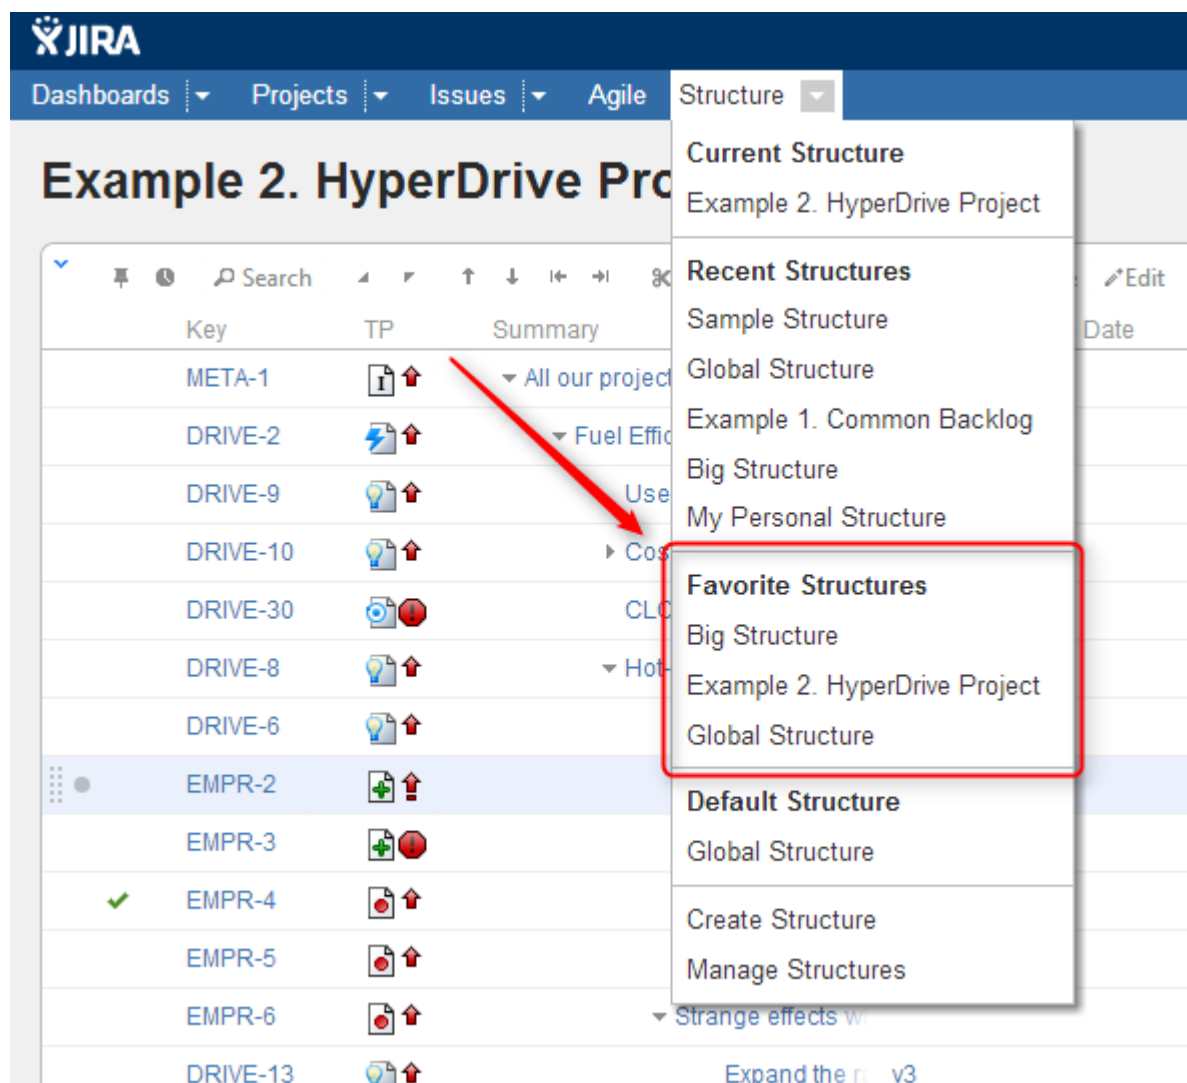 JIRA
Dashboards Projects Issues Agile Structure
Example 2. HyperDrive Pro
Search Edit
Key TP Summary Date
META-1 All our project
DRIVE-2 Fuel Effic
DRIVE-9 Use
DRIVE-10 Cos
DRIVE-30 CLO
DRIVE-8 Hot-
DRIVE-6
EMPR-2
EMPR-3
EMPR-4
EMPR-5
EMPR-6 Strange effects w
DRIVE-13 Expand the ra v3
Current Structure
Example 2. HyperDrive Project
Recent Structures
Sample Structure
Global Structure
Example 1. Common Backlog
Big Structure
My Personal Structure
Favorite Structures
Big Structure
Example 2. HyperDrive Project
Global Structure
Default Structure
Global Structure
Create Structure
Manage Structures